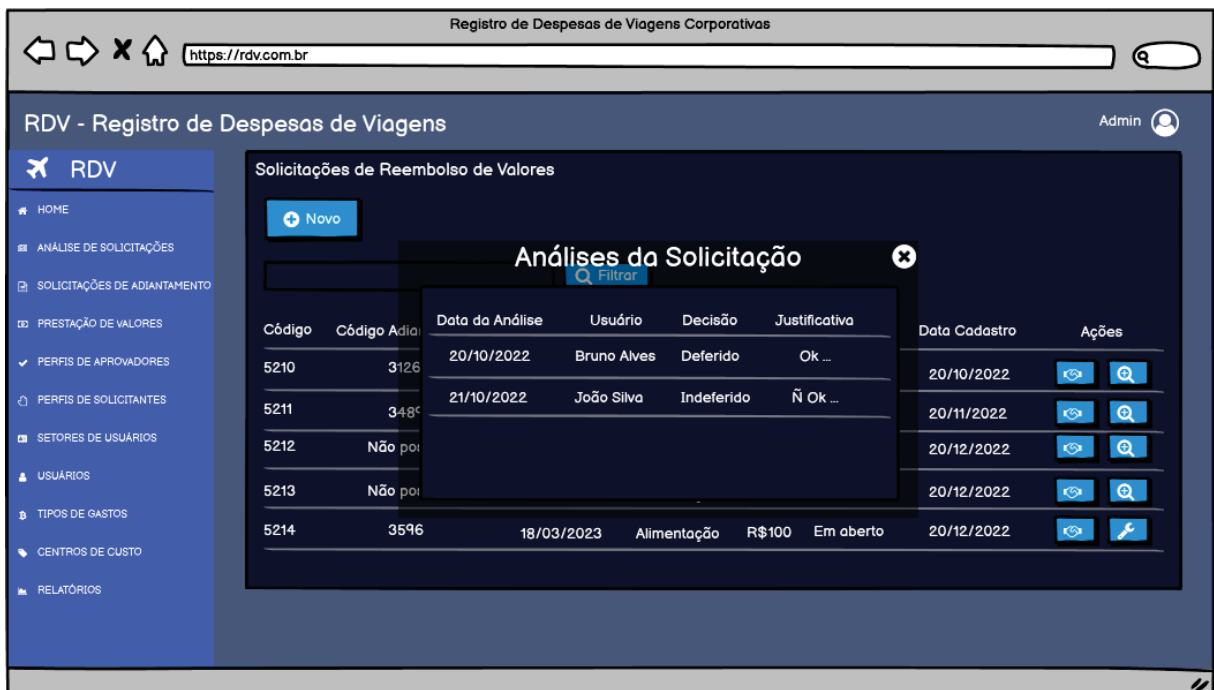 Registro de Despesas de Viagens Corporativas
https://rdv.com.br
RDV - Registro de Despesas de Viagens
Admin
RDV
HOME
ANÁLISE DE SOLICITAÇÕES
SOLICITAÇÕES DE ADIANTAMENTO
PRESTAÇÃO DE VALORES
PERFIS DE APROVADORES
PERFIS DE SOLICITANTES
SETORES DE USUÁRIOS
USUÁRIOS
TIPOS DE GASTOS
CENTROS DE CUSTO
RELATÓRIOS
Solicitações de Reembolso de Valores
Novo
Filtrar
Análises da Solicitação
Data da Análise Usuário Decisão Justificativa
20/10/2022 Bruno Alves Deferido Ok ...
21/10/2022 João Silva Indeferido Ñ Ok ...
Código Código Data Cadastro Ações
5210 3126 20/10/2022
5211 20/11/2022
5212 Não 20/12/2022
5213 Não 20/12/2022
5214 3596 18/03/2023 Alimentação R$100 Em aberto 20/12/2022